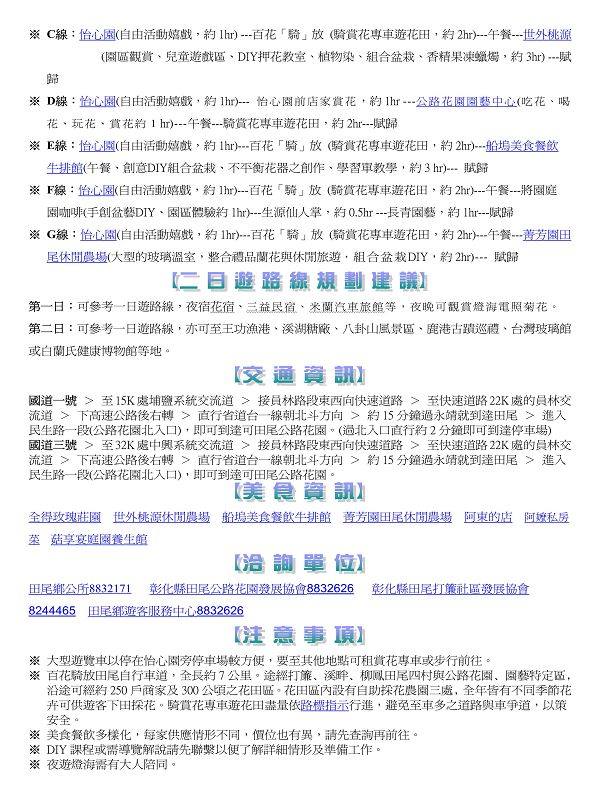 ※ C線：怡心園(自由活動嬉戲，約 1hr) ---百花「騎」放 (騎賞花專車遊花田，約 2hr)---午餐---世外桃源
(園區觀賞、兒童遊戲區、DIY押花教室、植物染、組合盆栽、香精果凍蠟燭，約 3hr) ---賦
歸
※ D線：怡心園(自由活動嬉戲，約 1hr)--- 怡心園前店家賞花，約 1hr ---公路花園園藝中心(吃花、喝
花、玩花、賞花約 1 hr)---午餐---騎賞花專車遊花田，約 2hr---賦歸
※ E線：怡心園(自由活動嬉戲，約 1hr)---百花「騎」放 (騎賞花專車遊花田，約 2hr)---船塢美食餐飲
牛排館(午餐、創意DIY組合盆栽、不平衡花器之創作、學習單教學，約 3 hr)--- 賦歸
※ F線：怡心園(自由活動嬉戲，約 1hr)---百花「騎」放 (騎賞花專車遊花田，約 2hr)---午餐---將園庭
園咖啡(手創盆藝DIY、園區體驗約 1hr)---生源仙人掌，約 0.5hr ---長青園藝，約 1hr---賦歸
※ G線：怡心園(自由活動嬉戲，約 1hr)---百花「騎」放 (騎賞花專車遊花田，約 2hr)---午餐---菁芳園田
尾休閒農場(大型的玻璃溫室，整合禮品蘭花與休閒旅遊．組合盆栽DIY，約 2hr)--- 賦歸
【二日遊路線規劃建議】
第一日：可參考一日遊路線，夜宿花宿、三益民宿、米蘭汽車旅館等，夜晚可觀賞燈海電照菊花。
第二日：可參考一日遊路線，亦可至王功漁港、溪湖糖廠、八卦山風景區、鹿港古蹟巡禮、台灣玻璃館
或白蘭氏健康博物館等地。
【交通資訊】
國道一號 ＞ 至 15K 處埔鹽系統交流道 ＞ 接員林路段東西向快速道路 ＞ 至快速道路 22K 處的員林交
流道 ＞ 下高速公路後右轉 ＞ 直行省道台一線朝北斗方向 ＞ 約 15 分鐘過永靖就到達田尾 ＞ 進入
民生路一段(公路花園北入口)，即可到達可田尾公路花園。(過北入口直行約 2 分鐘即可到達停車場)
國道三號 ＞ 至 32K 處中興系統交流道 ＞ 接員林路段東西向快速道路 ＞ 至快速道路 22K 處的員林交
流道 ＞ 下高速公路後右轉 ＞ 直行省道台一線朝北斗方向 ＞ 約 15 分鐘過永靖就到達田尾 ＞ 進入
民生路一段(公路花園北入口)，即可到達可田尾公路花園。
【美食資訊】
全得玫瑰莊園 世外桃源休閒農場 船塢美食餐飲牛排館 菁芳園田尾休閒農場 阿東的店 阿嬤私房
菜 菇享宴庭園養生館
【洽詢單位】
田尾鄉公所8832171 彰化縣田尾公路花園發展協會8832626 彰化縣田尾打簾社區發展協會
8244465 田尾鄉遊客服務中心8832626
【注意事項】
※ 大型遊覽車以停在怡心園旁停車場較方便，要至其他地點可租賞花專車或步行前往。
※ 百花騎放田尾自行車道，全長約 7 公里。途經打簾、溪畔、柳鳳田尾四村與公路花園、園藝特定區，
沿途可經約 250 戶商家及 300 公頃之花田區。花田區內設有自助採花農園三處，全年皆有不同季節花
卉可供遊客下田採花。騎賞花專車遊花田盡量依路標指示行進，避免至車多之道路與車爭道，以策
安全。
※ 美食餐飲多樣化，每家供應情形不同，價位也有異，請先查詢再前往。
※ DIY 課程或需導覽解說請先聯繫以便了解詳細情形及準備工作。
※ 夜遊燈海需有大人陪同。